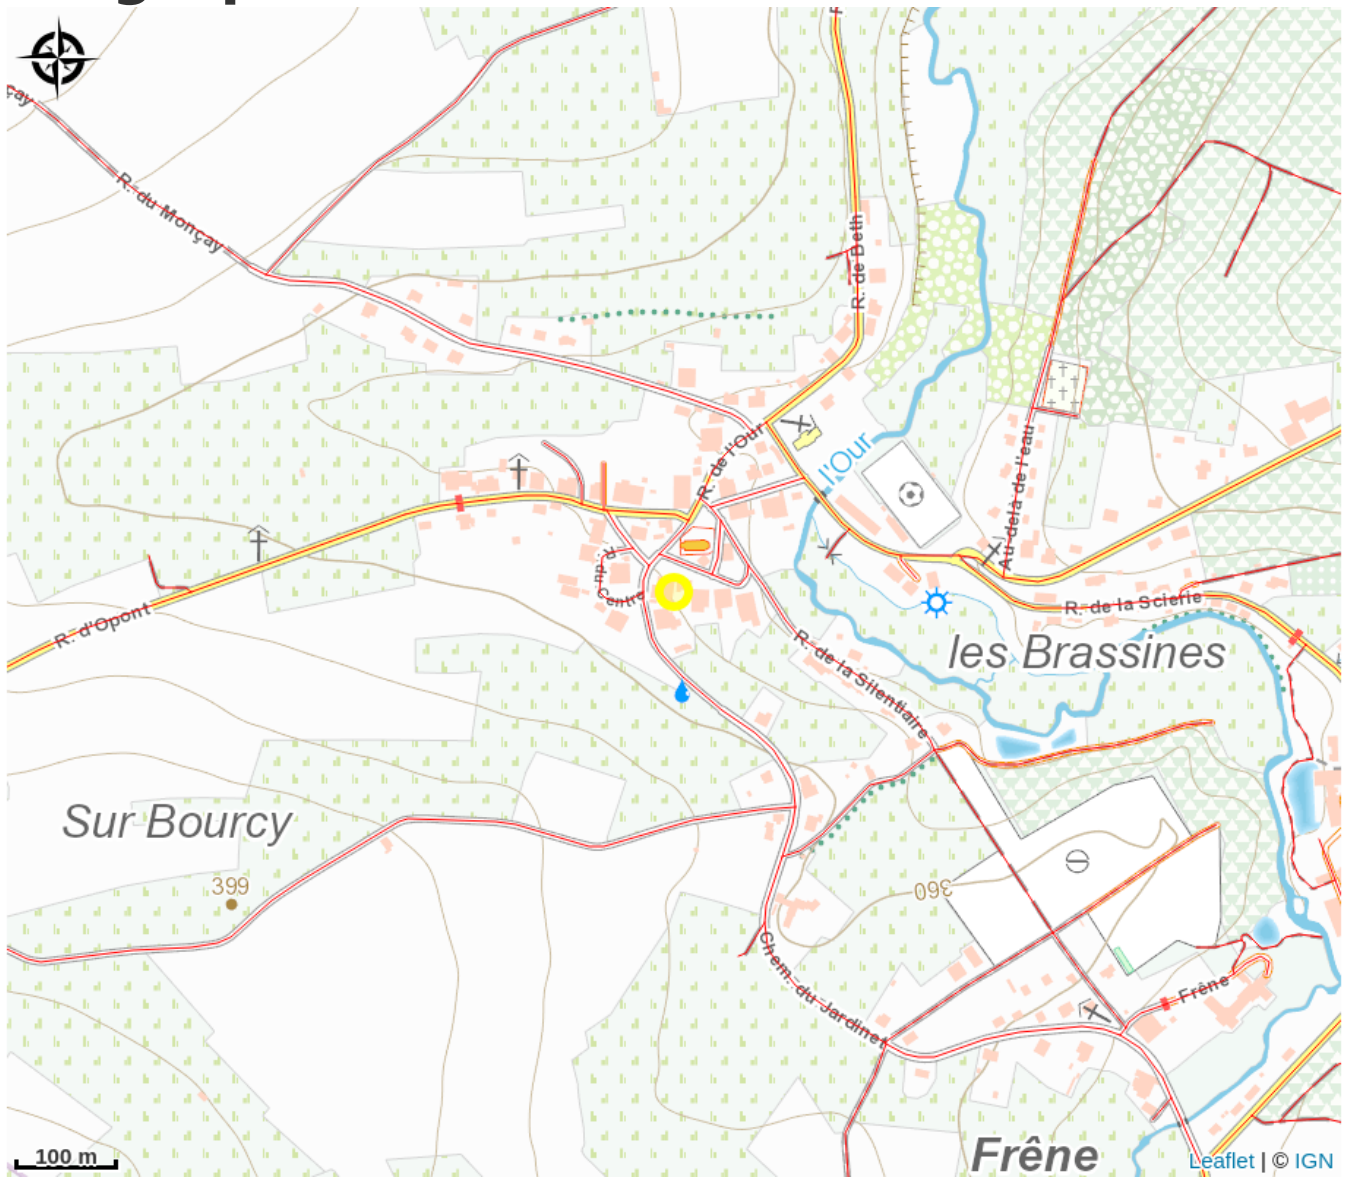 R. du Monçay
R. de Beth
R. de l'Our
l'Our
Au-delà de l'eau
R. du
Centre
R. d'Opont
R. de la Scierie
les Brassines
R. de la Silentiaire
Sur Bourcy
399
360
Chem. du Jardinet
Frêne
Frêne
100 m
Leaflet | © IGN